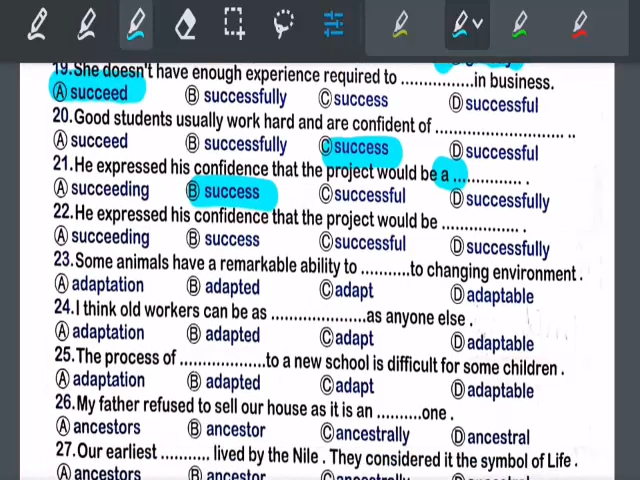 19.She doesn't have enough experience required to ................in business.
Ⓐ succeed Ⓑ successfully Ⓒ success Ⓓ successful
20.Good students usually work hard and are confident of ............................ ..
Ⓐ succeed Ⓑ successfully Ⓒ success Ⓓ successful
21.He expressed his confidence that the project would be a ................ .
Ⓐ succeeding Ⓑ success Ⓒ successful Ⓓ successfully
22.He expressed his confidence that the project would be ................. .
Ⓐ succeeding Ⓑ success Ⓒ successful Ⓓ successfully
23.Some animals have a remarkable ability to ...........to changing environment .
Ⓐ adaptation Ⓑ adapted Ⓒ adapt Ⓓ adaptable
24.I think old workers can be as .....................as anyone else .
Ⓐ adaptation Ⓑ adapted Ⓒ adapt Ⓓ adaptable
25.The process of ...................to a new school is difficult for some children .
Ⓐ adaptation Ⓑ adapted Ⓒ adapt Ⓓ adaptable
26.My father refused to sell our house as it is an ..........one .
Ⓐ ancestors Ⓑ ancestor Ⓒ ancestrally Ⓓ ancestral
27.Our earliest ........... lived by the Nile . They considered it the symbol of Life .
Ⓐ ancestors Ⓑ ancestor Ⓒ ancestrally Ⓓ ancestral